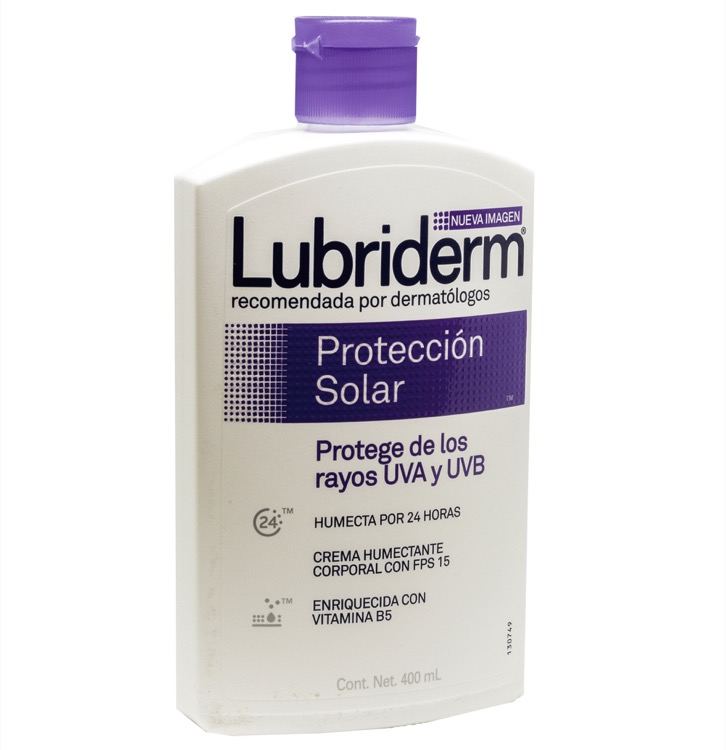 NUEVA IMAGEN
Lubriderm®
recomendada por dermatólogos
Protección
Solar
TM
Protege de los
rayos UVA y UVB
24 TM
HUMECTA POR 24 HORAS
CREMA HUMECTANTE
CORPORAL CON FPS 15
TM
ENRIQUECIDA CON
VITAMINA B5
130749
Cont. Net. 400 mL